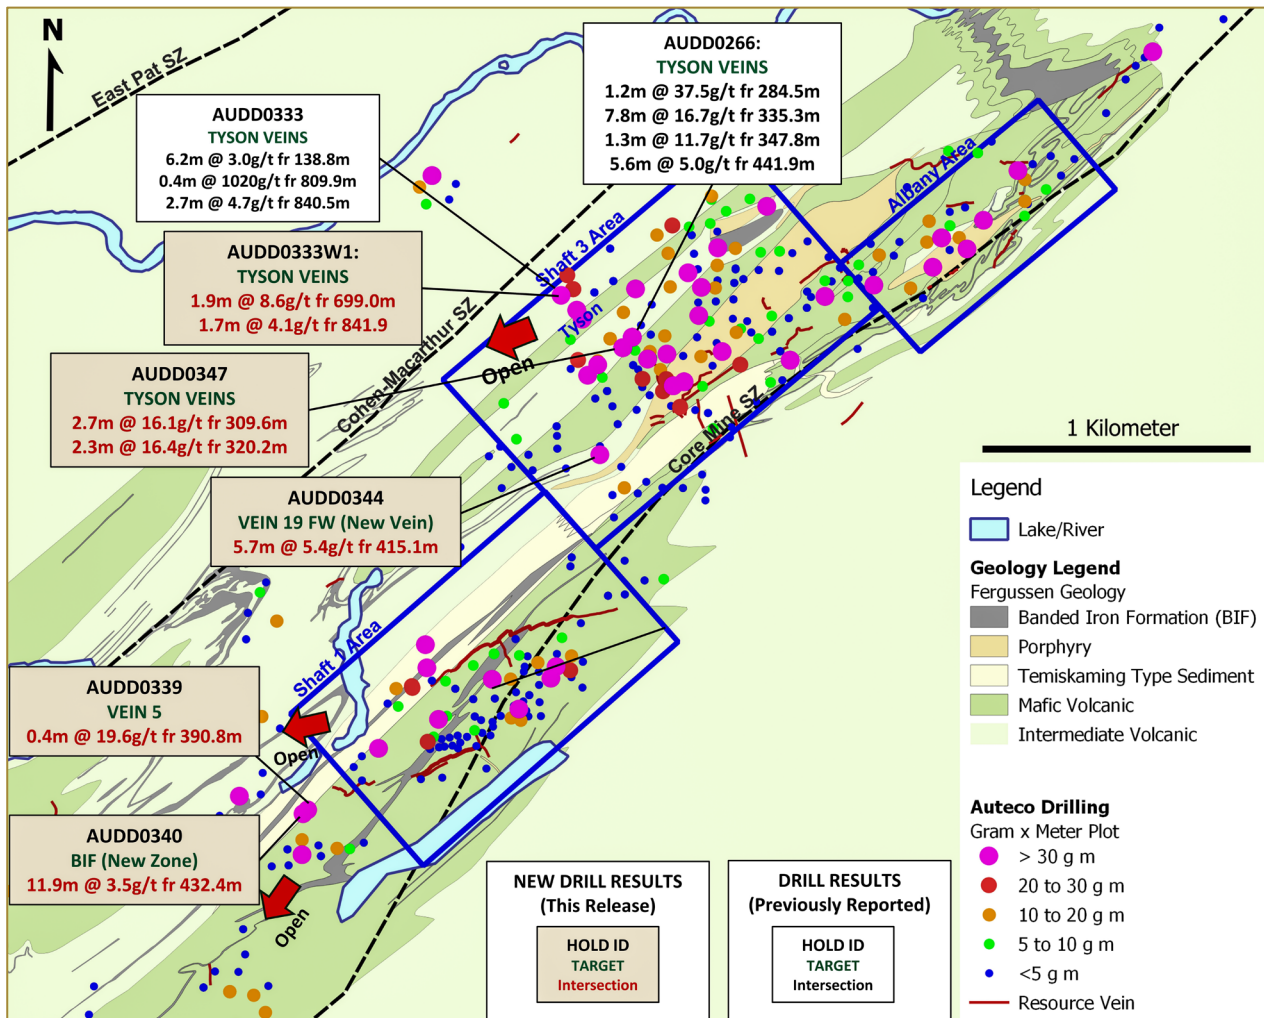 N
East Pat SZ
AUDD0333
TYSON VEINS
6.2m @ 3.0g/t fr 138.8m
0.4m @ 1020g/t fr 809.9m
2.7m @ 4.7g/t fr 840.5m
AUDD0266:
TYSON VEINS
1.2m @ 37.5g/t fr 284.5m
7.8m @ 16.7g/t fr 335.3m
1.3m @ 11.7g/t fr 347.8m
5.6m @ 5.0g/t fr 441.9m
AUDD0333W1:
TYSON VEINS
1.9m @ 8.6g/t fr 699.0m
1.7m @ 4.1g/t fr 841.9
AUDD0347
TYSON VEINS
2.7m @ 16.1g/t fr 309.6m
2.3m @ 16.4g/t fr 320.2m
AUDD0344
VEIN 19 FW (New Vein)
5.7m @ 5.4g/t fr 415.1m
AUDD0339
VEIN 5
0.4m @ 19.6g/t fr 390.8m
AUDD0340
BIF (New Zone)
11.9m @ 3.5g/t fr 432.4m
Shaft 3 Area
Albany Area
Tyson
Open
Cohen-Macarthur SZ
Core Mine SZ
Shaft 1 Area
Open
Open
1 Kilometer
Legend
Lake/River
Geology Legend
Fergussen Geology
Banded Iron Formation (BIF)
Porphyry
Temiskaming Type Sediment
Mafic Volcanic
Intermediate Volcanic
Auteco Drilling
Gram x Meter Plot
> 30 g m
20 to 30 g m
10 to 20 g m
5 to 10 g m
<5 g m
Resource Vein
NEW DRILL RESULTS
(This Release)
HOLD ID
TARGET
Intersection
DRILL RESULTS
(Previously Reported)
HOLD ID
TARGET
Intersection